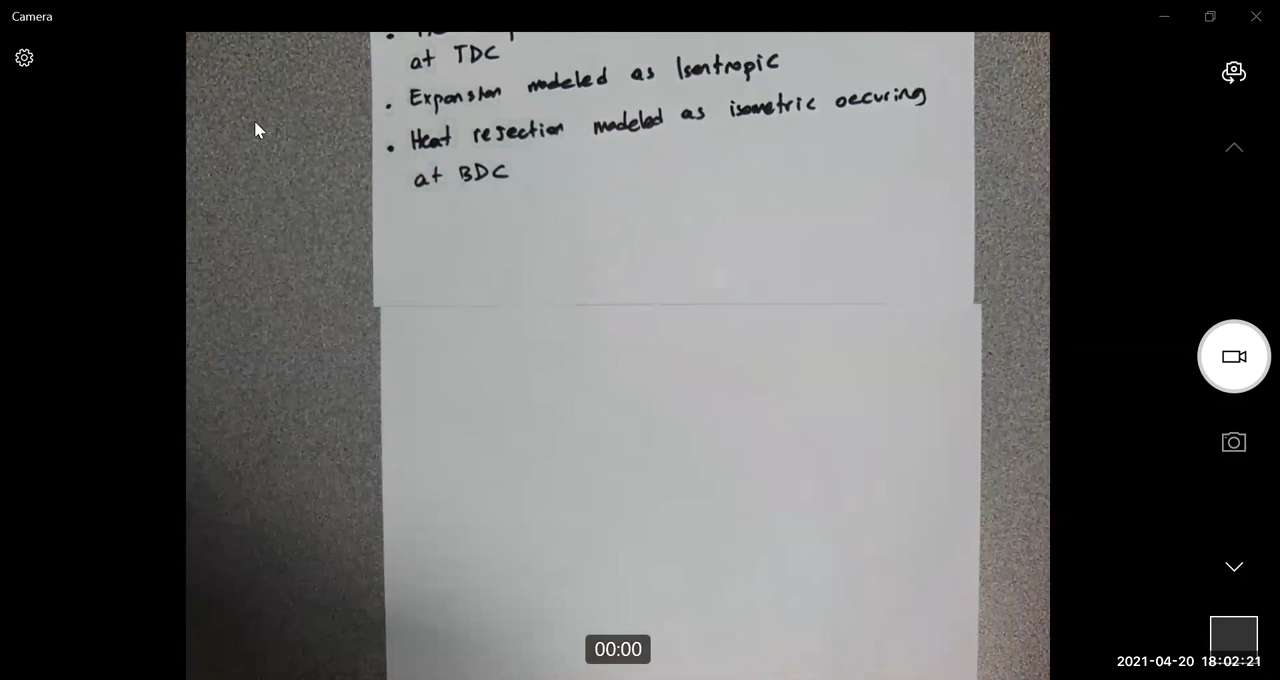 Camera
at TDC
• Expansion modeled as Isentropic
• Heat rejection modeled as isometric occuring
at BDC
00:00
2021-04-20 18:02:21